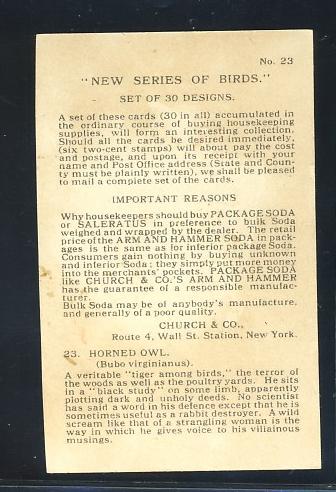 No. 23
"NEW SERIES OF BIRDS."
SET OF 30 DESIGNS.
A set of these cards (30 in all) accumulated in
the ordinary course of buying housekeeping
supplies, will form an interesting collection.
Should all the cards be desired immediately,
(six two-cent stamps) will about pay the cost
and postage, and upon its receipt with your
name and Post Office address (State and Coun-
ty must be plainly written), we shall be pleased
to mail a complete set of the cards.
IMPORTANT REASONS
Why housekeepers should buy PACKAGE SODA
or SALERATUS in preference to bulk Soda
weighed and wrapped by the dealer. The retail
price of the ARM AND HAMMER SODA in pack-
ages is the same as for inferior package Soda.
Consumers gain nothing by buying unknown
and inferior Soda; they simply put more money
into the merchants' pockets. PACKAGE SODA
like CHURCH & CO.'S ARM AND HAMMER
has the guarantee of a responsible manufac-
turer.
Bulk Soda may be of anybody's manufacture,
and generally of a poor quality.
CHURCH & CO.,
Route 4, Wall St. Station, New York.
23. HORNED OWL.
(Bubo virginianus).
A veritable "tiger among birds," the terror of
the woods as well as the poultry yards. He sits
in a "black study" on some limb, apparently
plotting dark and unholy deeds. No scientist
has said a word in his defence except that he is
sometimes useful as a rabbit destroyer. A wild
scream like that of a strangling woman is the
way in which he gives voice to his villainous
musings.